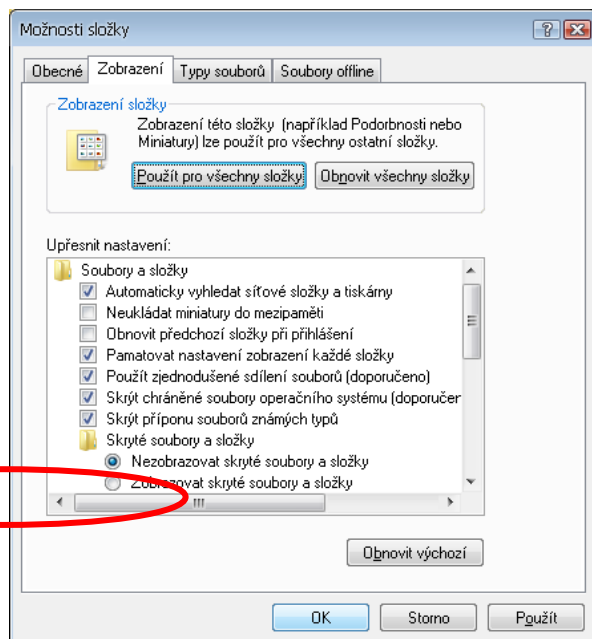 Možnosti složky
Obecné Zobrazení Typy souborů Soubory offline
Zobrazení složky
Zobrazení této složky (například Podorbnosti nebo
Miniatury) lze použít pro všechny ostatní složky.
Použít pro všechny složky Obnovit všechny složky
Upřesnit nastavení:
Soubory a složky
Automaticky vyhledat síťové složky a tiskárny
Neukládat miniatury do mezipaměti
Obnovit předchozí složky při přihlášení
Pamatovat nastavení zobrazení každé složky
Použít zjednodušené sdílení souborů (doporučeno)
Skrýt chráněné soubory operačního systému (doporučer
Skrýt příponu souborů známých typů
Skryté soubory a složky
Nezobrazovat skryté soubory a složky
Zobrazovat skryté soubory a složky
Obnovit výchozí
OK Storno Použít